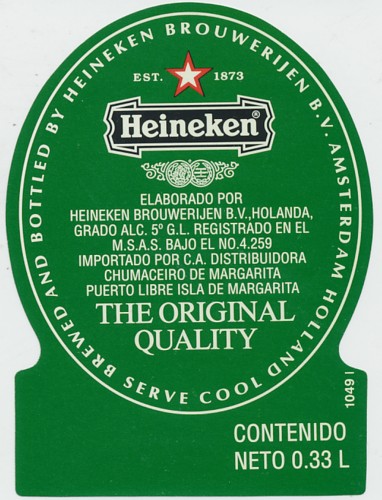 BREWED AND BOTTLED BY HEINEKEN BROUWERIJEN B.V. AMSTERDAM HOLLAND
EST. 1873
Heineken®
ELABORADO POR
HEINEKEN BROUWERIJEN B.V.,HOLANDA,
GRADO ALC. 5º G.L. REGISTRADO EN EL
M.S.A.S. BAJO EL NO.4.259
IMPORTADO POR C.A. DISTRIBUIDORA
CHUMACEIRO DE MARGARITA
PUERTO LIBRE ISLA DE MARGARITA
THE ORIGINAL
QUALITY
SERVE COOL
1049 I
CONTENIDO
NETO 0.33 L